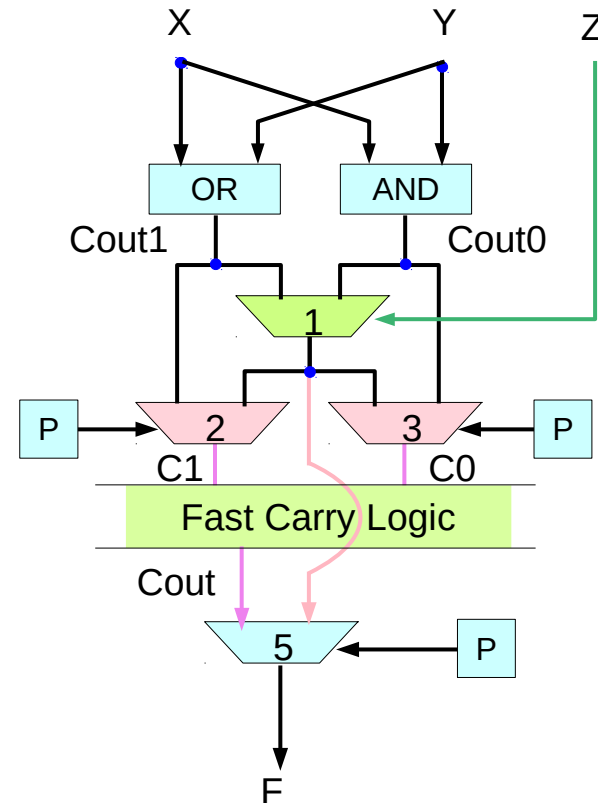 X Y Z
OR AND
Cout1 Cout0
1
P 2 3 P
C1 C0
Fast Carry Logic
Cout
5 P
F